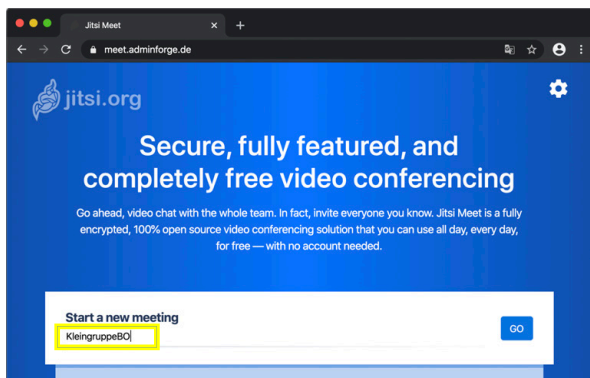 Jitsi Meet
meet.adminforge.de
jitsi.org
Secure, fully featured, and
completely free video conferencing
Go ahead, video chat with the whole team. In fact, invite everyone you know. Jitsi Meet is a fully
encrypted, 100% open source video conferencing solution that you can use all day, every day,
for free — with no account needed.
Start a new meeting
KleingruppeBO
GO